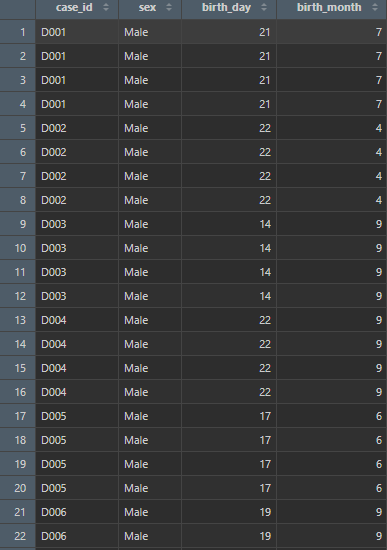 case_id sex birth_day birth_month
1 D001 Male 21 7
2 D001 Male 21 7
3 D001 Male 21 7
4 D001 Male 21 7
5 D002 Male 22 4
6 D002 Male 22 4
7 D002 Male 22 4
8 D002 Male 22 4
9 D003 Male 14 9
10 D003 Male 14 9
11 D003 Male 14 9
12 D003 Male 14 9
13 D004 Male 22 9
14 D004 Male 22 9
15 D004 Male 22 9
16 D004 Male 22 9
17 D005 Male 17 6
18 D005 Male 17 6
19 D005 Male 17 6
20 D005 Male 17 6
21 D006 Male 19 9
22 D006 Male 19 9